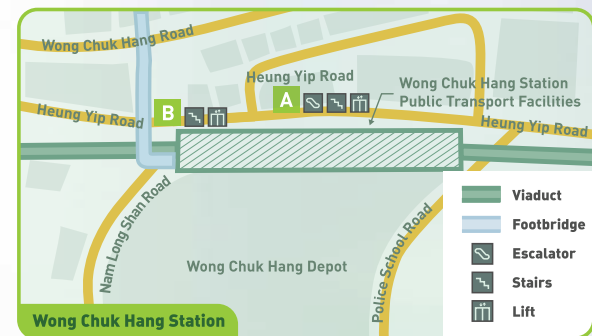 Wong Chuk Hang Road
Heung Yip Road
Wong Chuk Hang Station
Public Transport Facilities
A
B
Heung Yip Road
Heung Yip Road
Nam Long Shan Road
Police School Road
Wong Chuk Hang Depot
Viaduct
Footbridge
Escalator
Stairs
Lift
Wong Chuk Hang Station